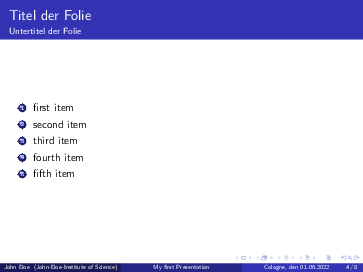 Titel der Folie
Untertitel der Folie
1 first item
2 second item
3 third item
4 fourth item
5 fifth item
John Doe (John-Doe-Institute of Science) My first Presentation Cologne, den 01.06.2022 4 / 8